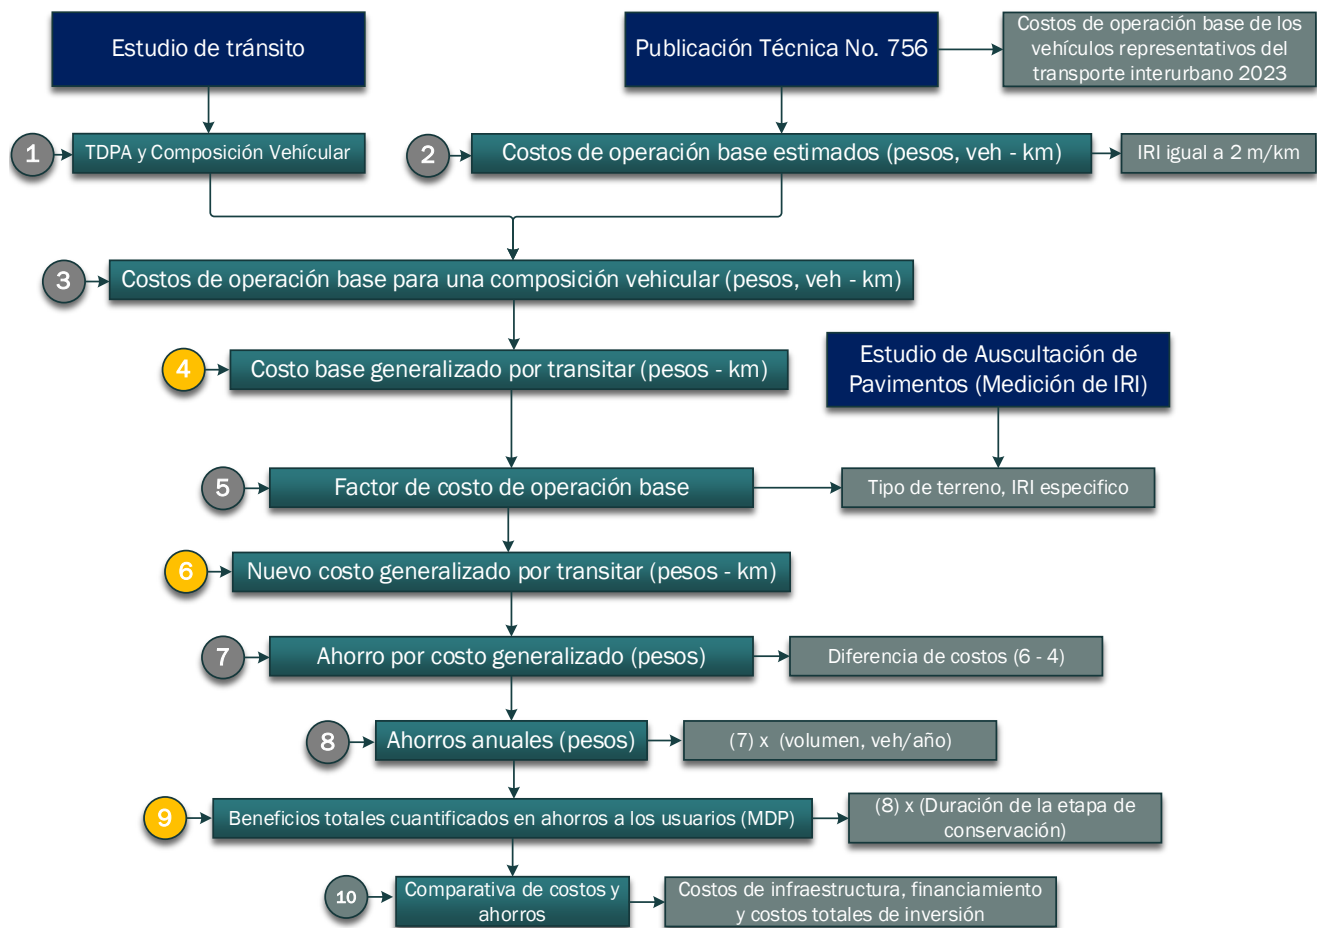 Estudio de tránsito
Publicación Técnica No. 756
Costos de operación base de los
vehículos representativos del
transporte interurbano 2023
1
TDPA y Composición Vehícular
2
Costos de operación base estimados (pesos, veh - km)
IRI igual a 2 m/km
3
Costos de operación base para una composición vehicular (pesos, veh - km)
4
Costo base generalizado por transitar (pesos - km)
Estudio de Auscultación de
Pavimentos (Medición de IRI)
5
Factor de costo de operación base
Tipo de terreno, IRI especifico
6
Nuevo costo generalizado por transitar (pesos - km)
7
Ahorro por costo generalizado (pesos)
Diferencia de costos (6 - 4)
8
Ahorros anuales (pesos)
(7) x (volumen, veh/año)
9
Beneficios totales cuantificados en ahorros a los usuarios (MDP)
(8) x (Duración de la etapa de
conservación)
10
Comparativa de costos y
ahorros
Costos de infraestructura, financiamiento
y costos totales de inversión